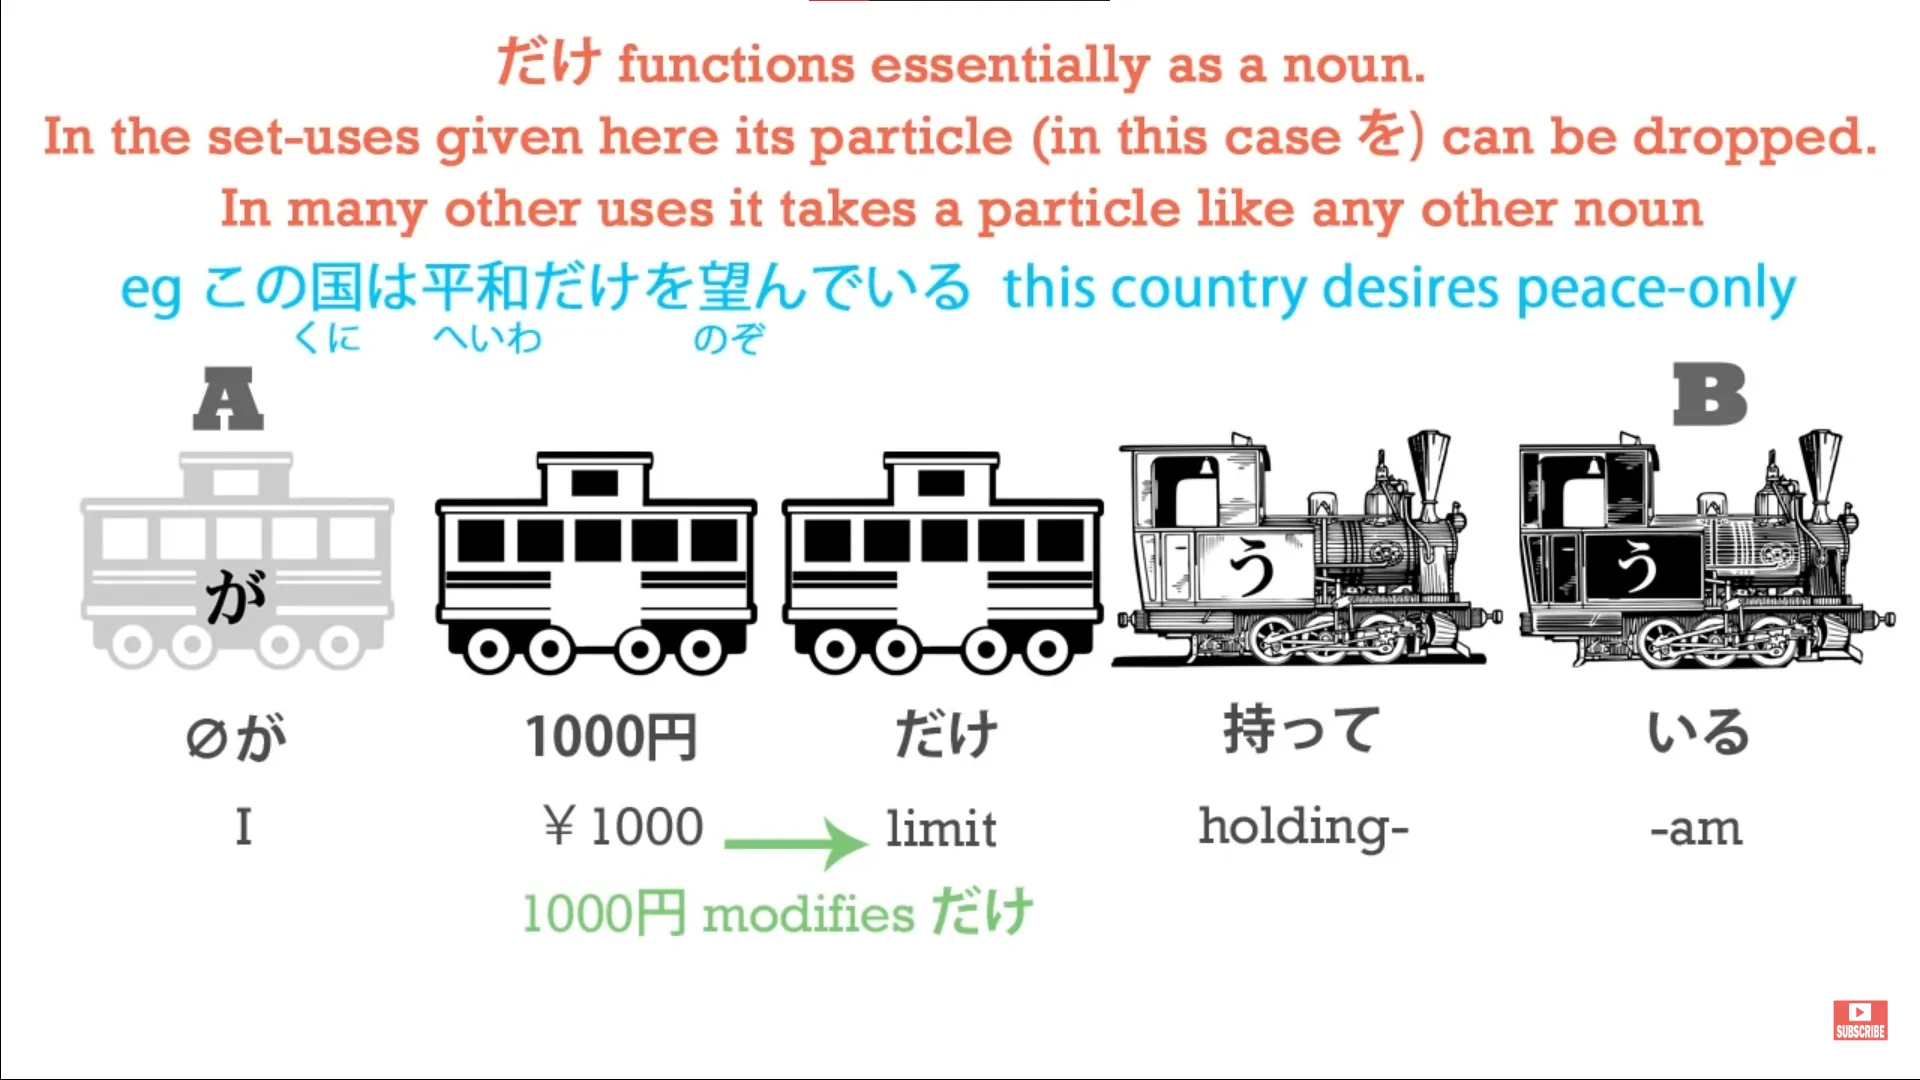 だけ functions essentially as a noun.
In the set-uses given here its particle (in this case を) can be dropped.
In many other uses it takes a particle like any other noun
eg この国は平和だけを望んでいる this country desires peace-only
くに へいわ のぞ
A B
が う う
∅が 1000円 だけ 持って いる
I ¥1000 limit holding- -am
1000円 modifies だけ
SUBSCRIBE